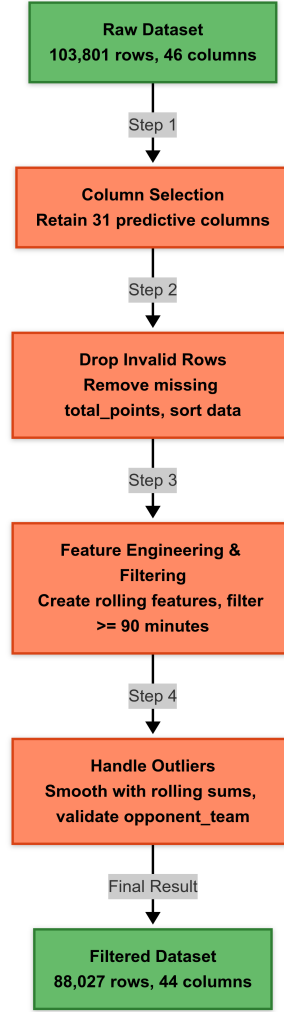 Raw Dataset
103,801 rows, 46 columns
Step 1
Column Selection
Retain 31 predictive columns
Step 2
Drop Invalid Rows
Remove missing
total_points, sort data
Step 3
Feature Engineering &
Filtering
Create rolling features, filter
>= 90 minutes
Step 4
Handle Outliers
Smooth with rolling sums,
validate opponent_team
Final Result
Filtered Dataset
88,027 rows, 44 columns